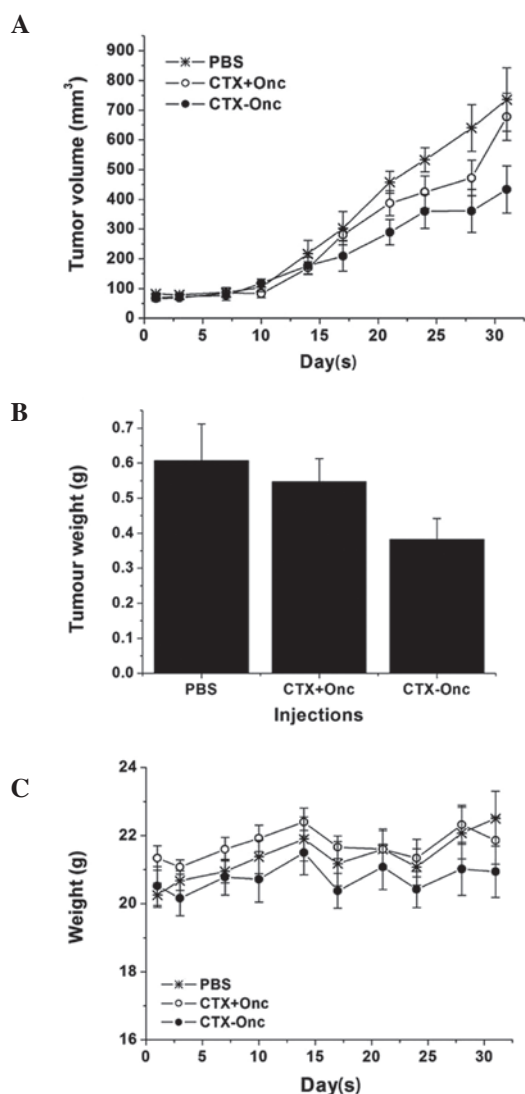 A
PBS
CTX+Onc
CTX-Onc
Tumor volume (mm³)
900
800
700
600
500
400
300
200
100
0
0 5 10 15 20 25 30
Day(s)
B
Tumour weight (g)
0.7
0.6
0.5
0.4
0.3
0.2
0.1
0.0
PBS CTX+Onc CTX-Onc
Injections
C
Weight (g)
24
22
20
18
16
PBS
CTX+Onc
CTX-Onc
0 5 10 15 20 25 30
Day(s)